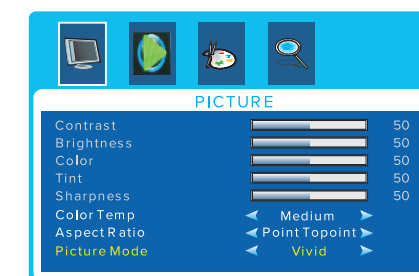 PICTURE
Contrast 50
Brightness 50
Color 50
Tint 50
Sharpness 50
Color Temp Medium
Aspect Ratio Point Topoint
Picture Mode Vivid